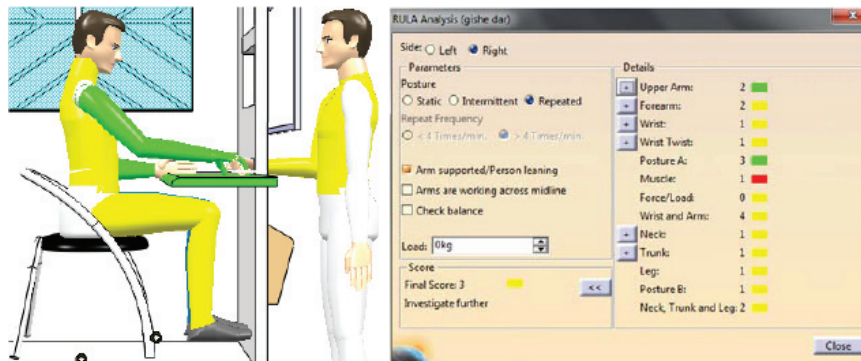 RULA Analysis (gishe dar)
Side: Left Right
Parameters
Posture
Static Intermittent Repeated
Repeat Frequency
< 4 Times/min. > 4 Times/min.
Arm supported/Person leaning
Arms are working across midline
Check balance
Load: 0kg
Score
Final Score: 3
<<
Investigate further
Details
+ Upper Arm: 2
+ Forearm: 2
+ Wrist: 1
+ Wrist Twist: 1
Posture A: 3
Muscle: 1
Force/Load: 0
Wrist and Arm: 4
+ Neck: 1
+ Trunk: 1
Leg: 1
Posture B: 1
Neck, Trunk and Leg: 2
Close